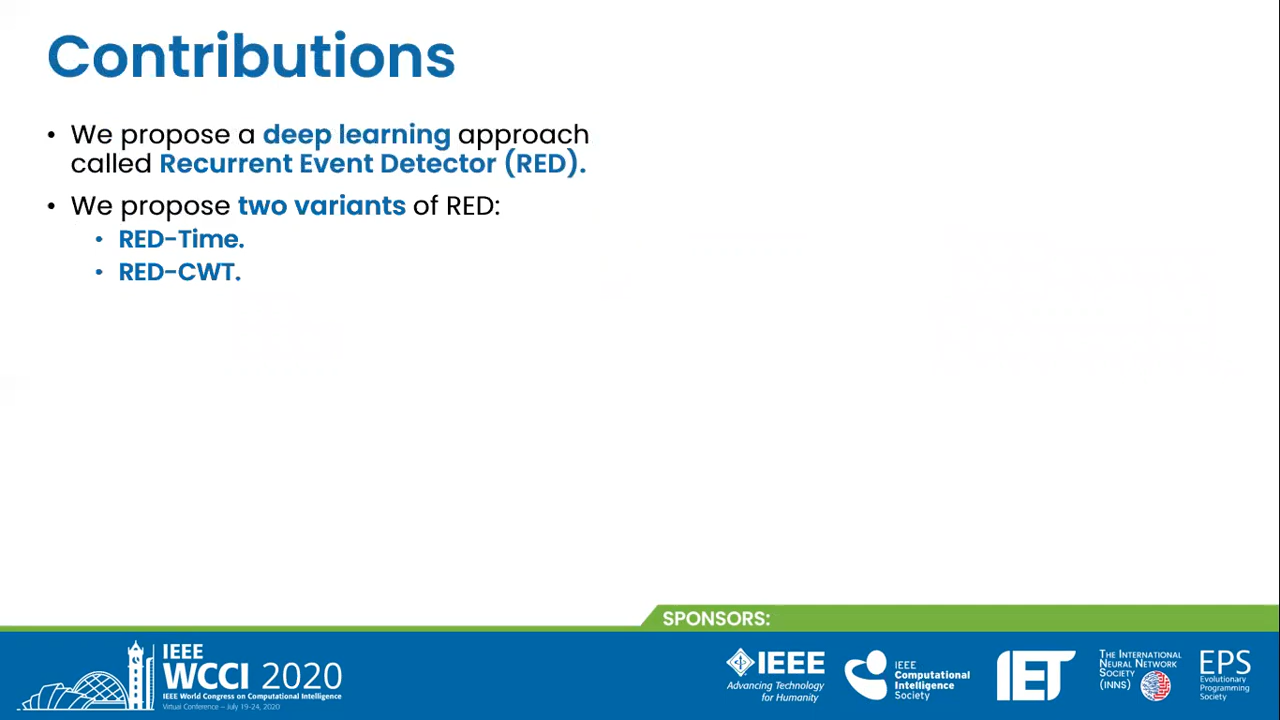 Contributions
• We propose a deep learning approach
called Recurrent Event Detector (RED).
• We propose two variants of RED:
• RED-Time.
• RED-CWT.
SPONSORS:
IEEE
WCCI 2020
IEEE World Congress on Computational Intelligence
Virtual Conference – July 19-24, 2020
IEEE
Advancing Technology
for Humanity
IEEE
Computational
Intelligence
Society
IET
THE INTERNATIONAL
NEURAL NETWORK
SOCIETY
(INNS)
EPS
Evolutionary
Programming
Society